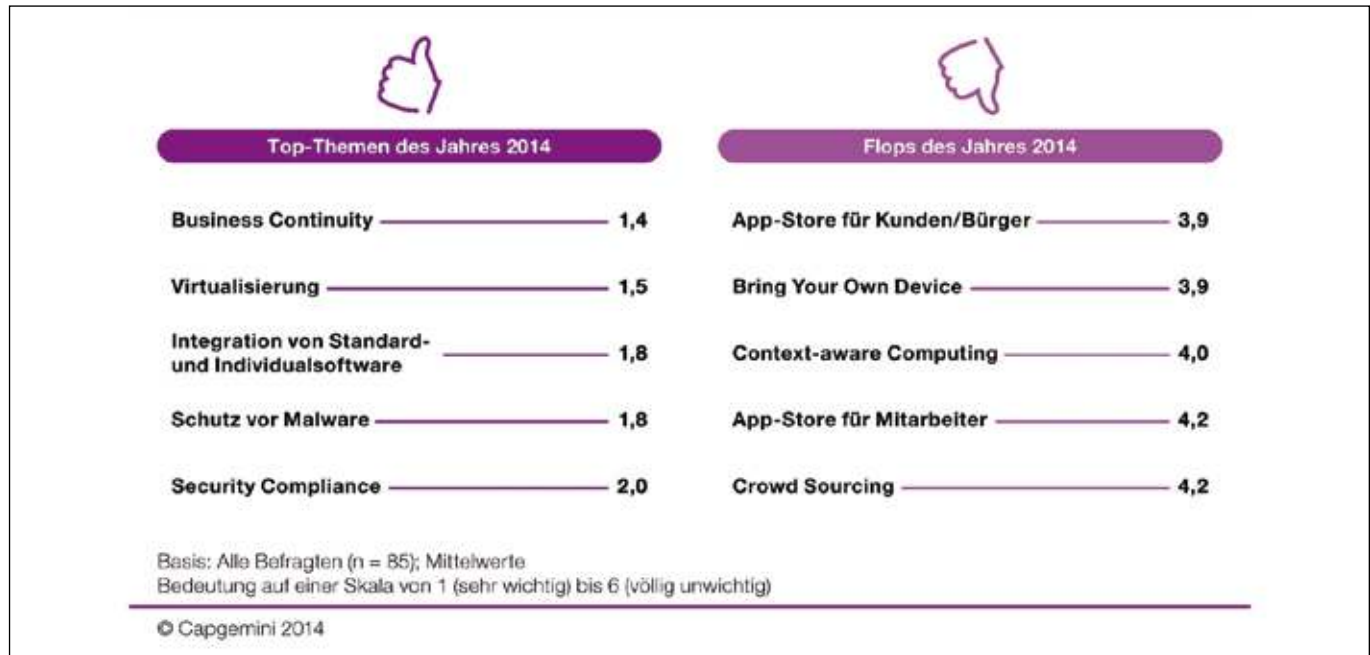 Top-Themen des Jahres 2014
Business Continuity 1,4
Virtualisierung 1,5
Integration von Standard-
und Individualsoftware 1,8
Schutz vor Malware 1,8
Security Compliance 2,0
Flops des Jahres 2014
App-Store für Kunden/Bürger 3,9
Bring Your Own Device 3,9
Context-aware Computing 4,0
App-Store für Mitarbeiter 4,2
Crowd Sourcing 4,2
Basis: Alle Befragten (n = 85); Mittelwerte
Bedeutung auf einer Skala von 1 (sehr wichtig) bis 6 (völlig unwichtig)
© Capgemini 2014